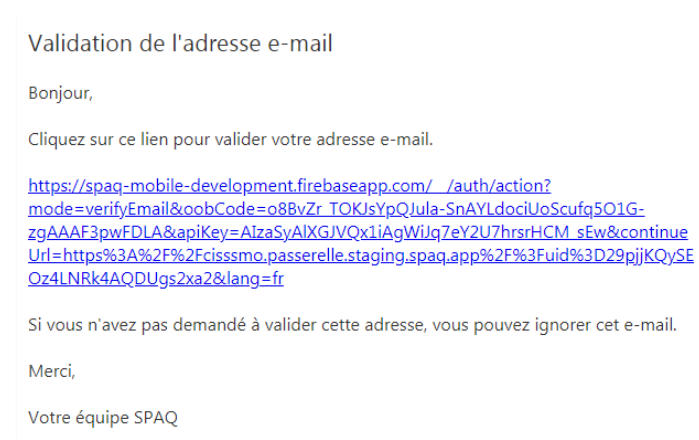 Validation de l'adresse e-mail
Bonjour,
Cliquez sur ce lien pour valider votre adresse e-mail.
https://spaq-mobile-development.firebaseapp.com/__/auth/action?
mode=verifyEmail&oobCode=o8BvZr_TOKJsYpQJula-SnAYLdociUoScufq5O1G-
zgAAAF3pwFDLA&apiKey=AIzaSyAlXGJVQx1iAgWiJq7eY2U7hrsrHCM_sEw&continue
Url=https%3A%2F%2Fcisssmo.passerelle.staging.spaq.app%2F%3Fuid%3D29pjjKQySE
Oz4LNRk4AQDUgs2xa2&lang=fr
Si vous n'avez pas demandé à valider cette adresse, vous pouvez ignorer cet e-mail.
Merci,
Votre équipe SPAQ